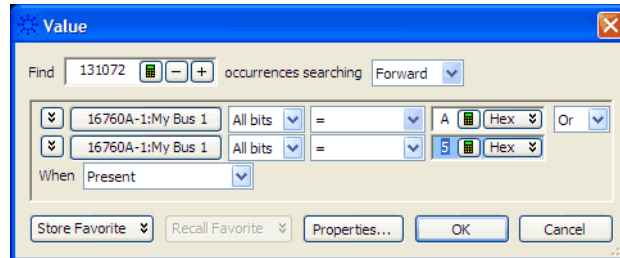 Value
Find 131072 − + occurrences searching Forward
16760A-1:My Bus 1 All bits = A Hex Or
16760A-1:My Bus 1 All bits = 5 Hex
When Present
Store Favorite Recall Favorite Properties... OK Cancel